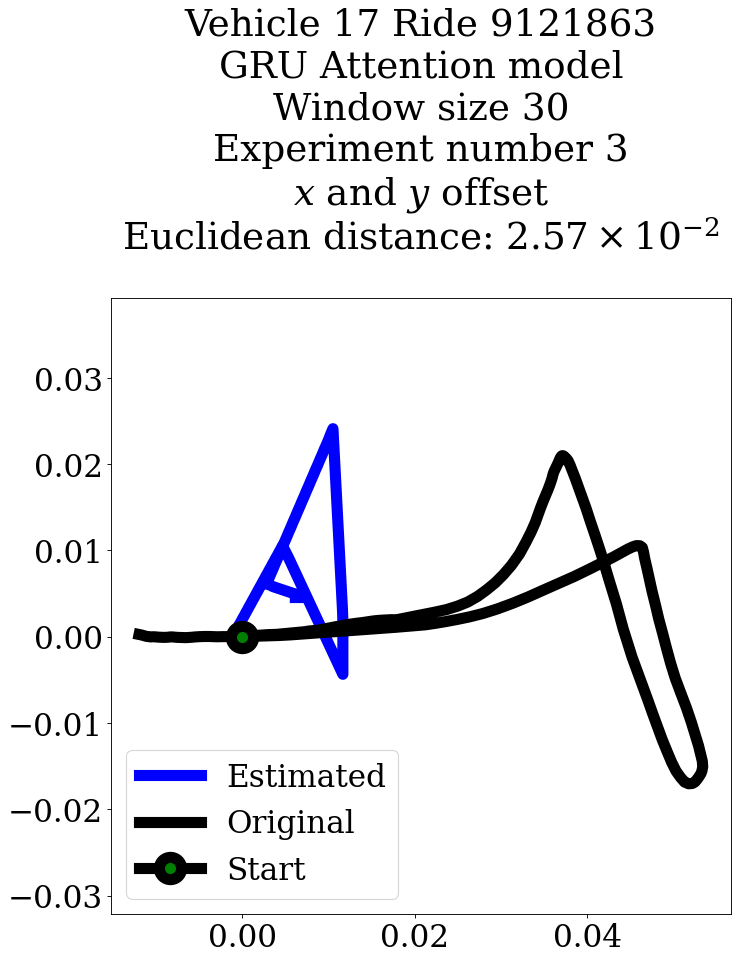 Vehicle 17 Ride 9121863
GRU Attention model
Window size 30
Experiment number 3
x and y offset
Euclidean distance: 2.57 × 10⁻²
0.03
0.02
0.01
0.00
−0.01
−0.02
−0.03
Estimated
Original
Start
0.00 0.02 0.04